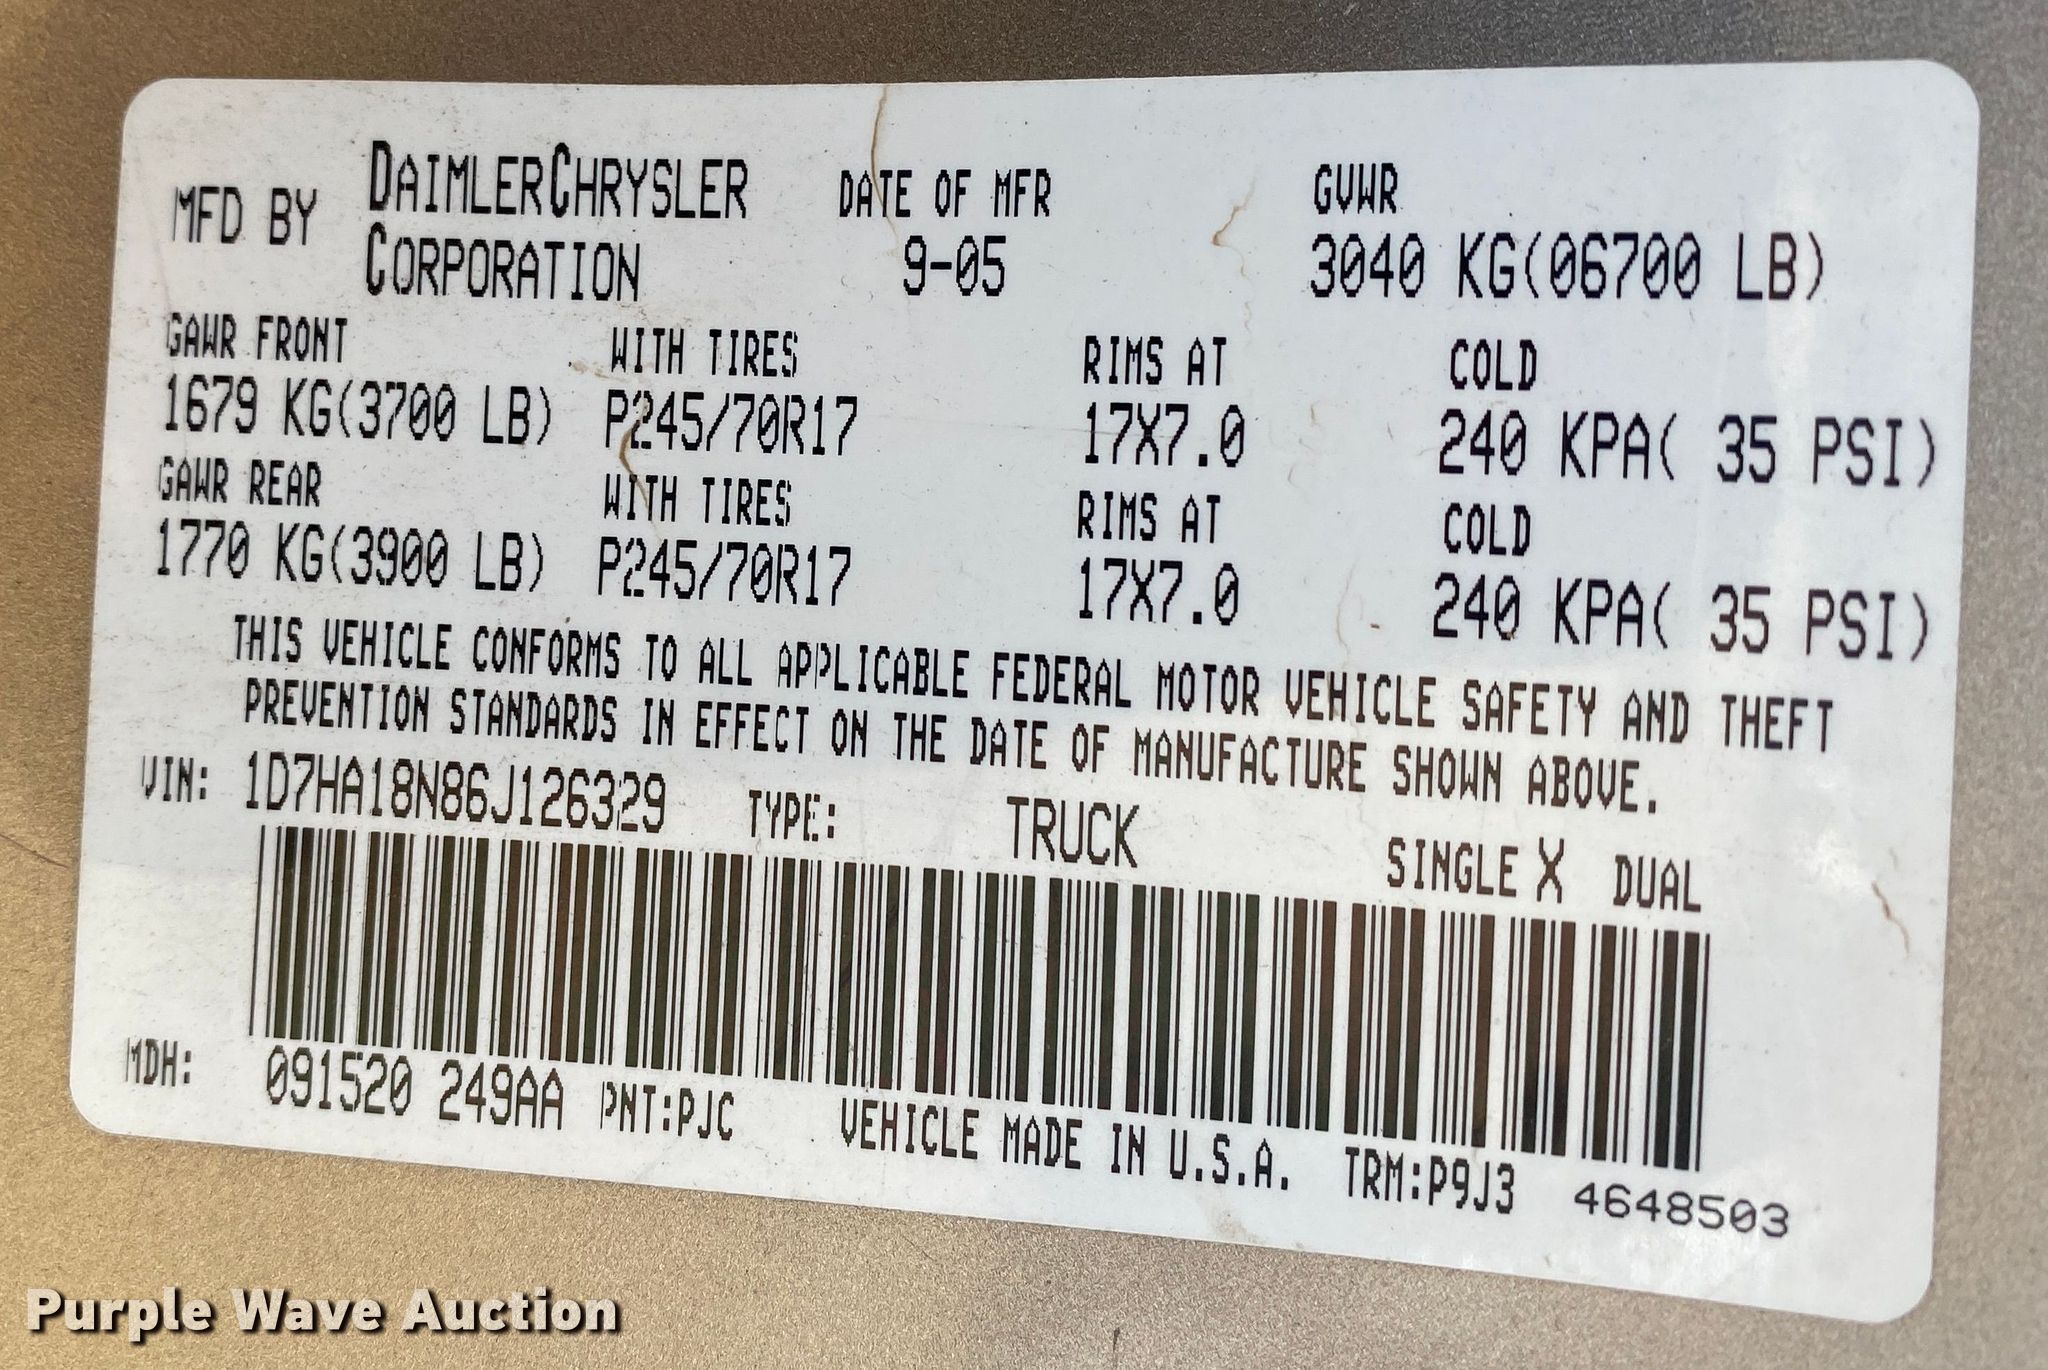 MFD BY DAIMLERCHRYSLER CORPORATION DATE OF MFR 9-05 GVWR 3040 KG(06700 LB)
GAWR FRONT WITH TIRES RIMS AT COLD
1679 KG(3700 LB) P245/70R17 17X7.0 240 KPA( 35 PSI)
GAWR REAR WITH TIRES RIMS AT COLD
1770 KG(3900 LB) P245/70R17 17X7.0 240 KPA( 35 PSI)
THIS VEHICLE CONFORMS TO ALL APPLICABLE FEDERAL MOTOR VEHICLE SAFETY AND THEFT
PREVENTION STANDARDS IN EFFECT ON THE DATE OF MANUFACTURE SHOWN ABOVE.
VIN: 1D7HA18N86J126329 TYPE: TRUCK SINGLE X DUAL
MDH: 091520 249AA PNT:PJC VEHICLE MADE IN U.S.A. TRM:P9J3 4648503
Purple Wave Auction